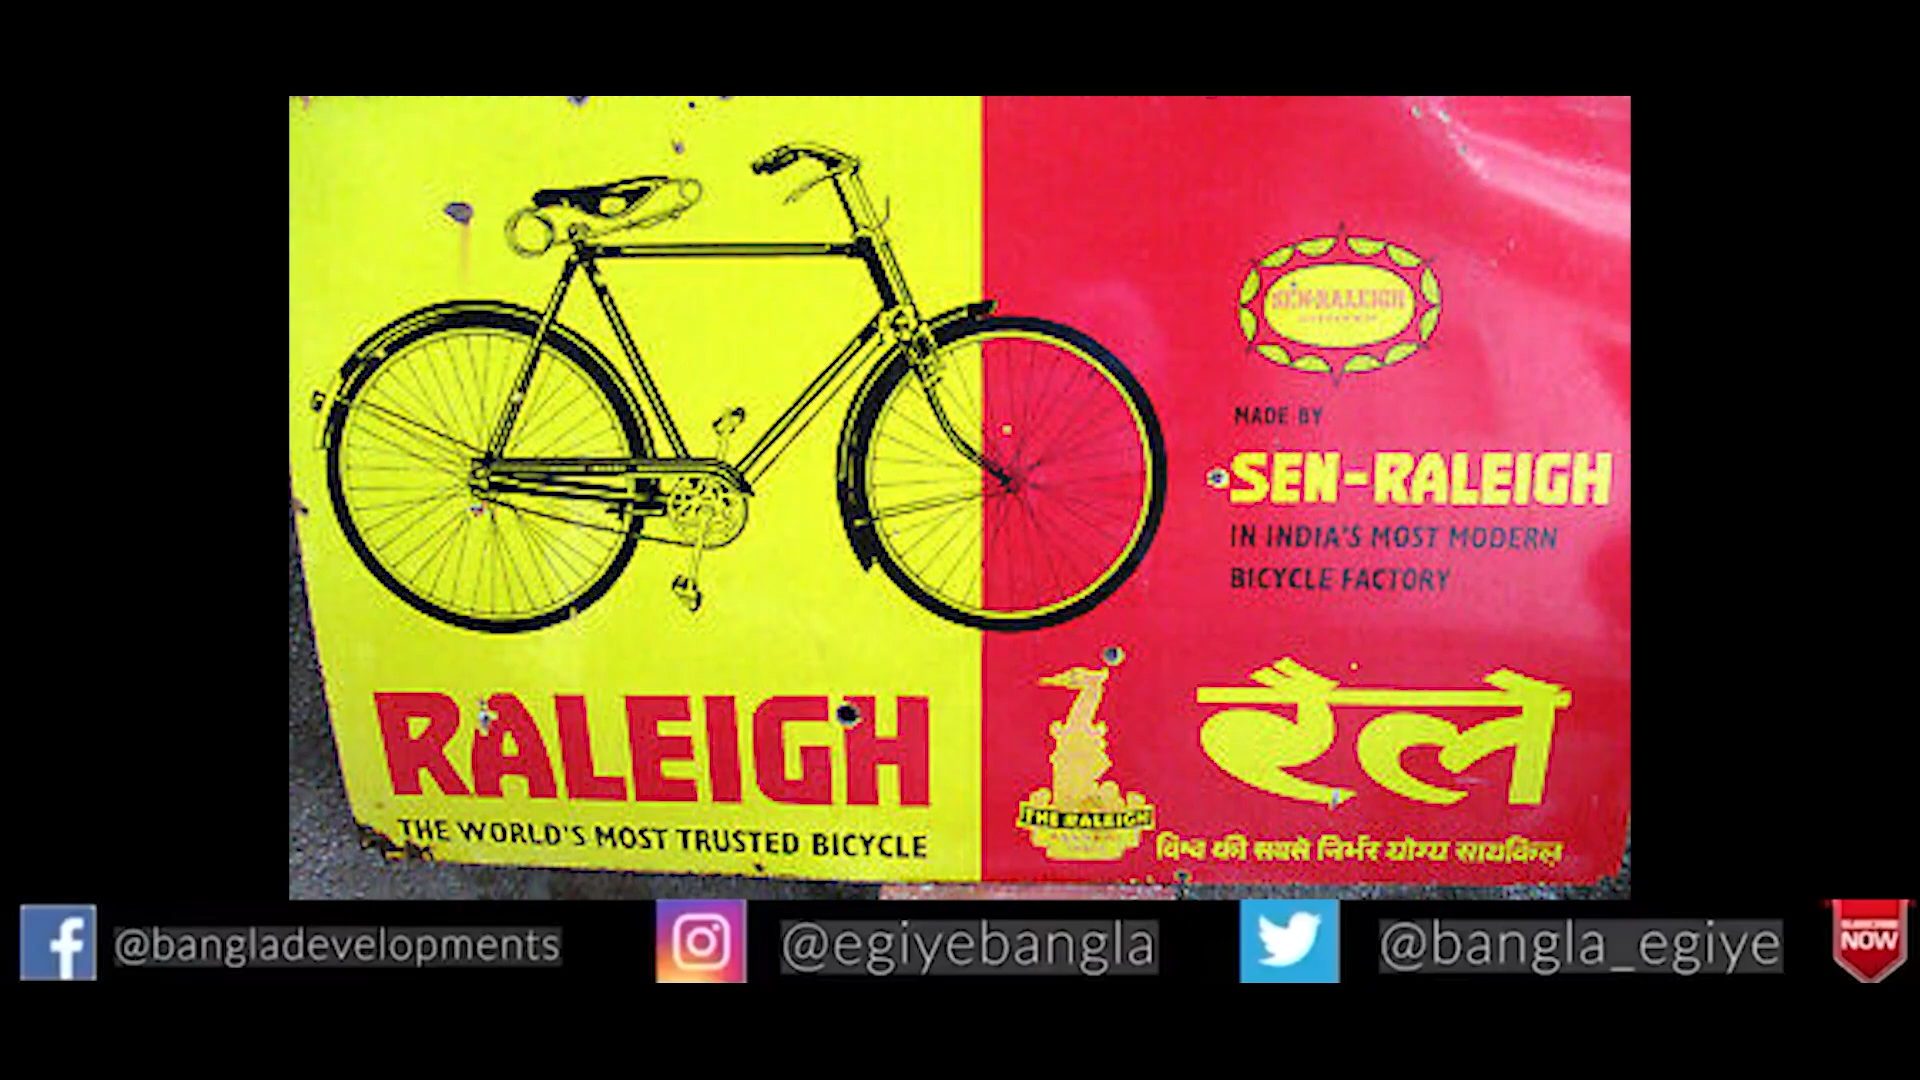 SEN-RALEIGH
MADE BY
SEN-RALEIGH
IN INDIA'S MOST MODERN
BICYCLE FACTORY
RALEIGH
THE WORLD'S MOST TRUSTED BICYCLE
THE RALEIGH
रैले
विश्व की सबसे निर्भर योग्य सायकिल
@bangladevelopments
@egiyebangla
@bangla_egiye
SUBSCRIBE
NOW